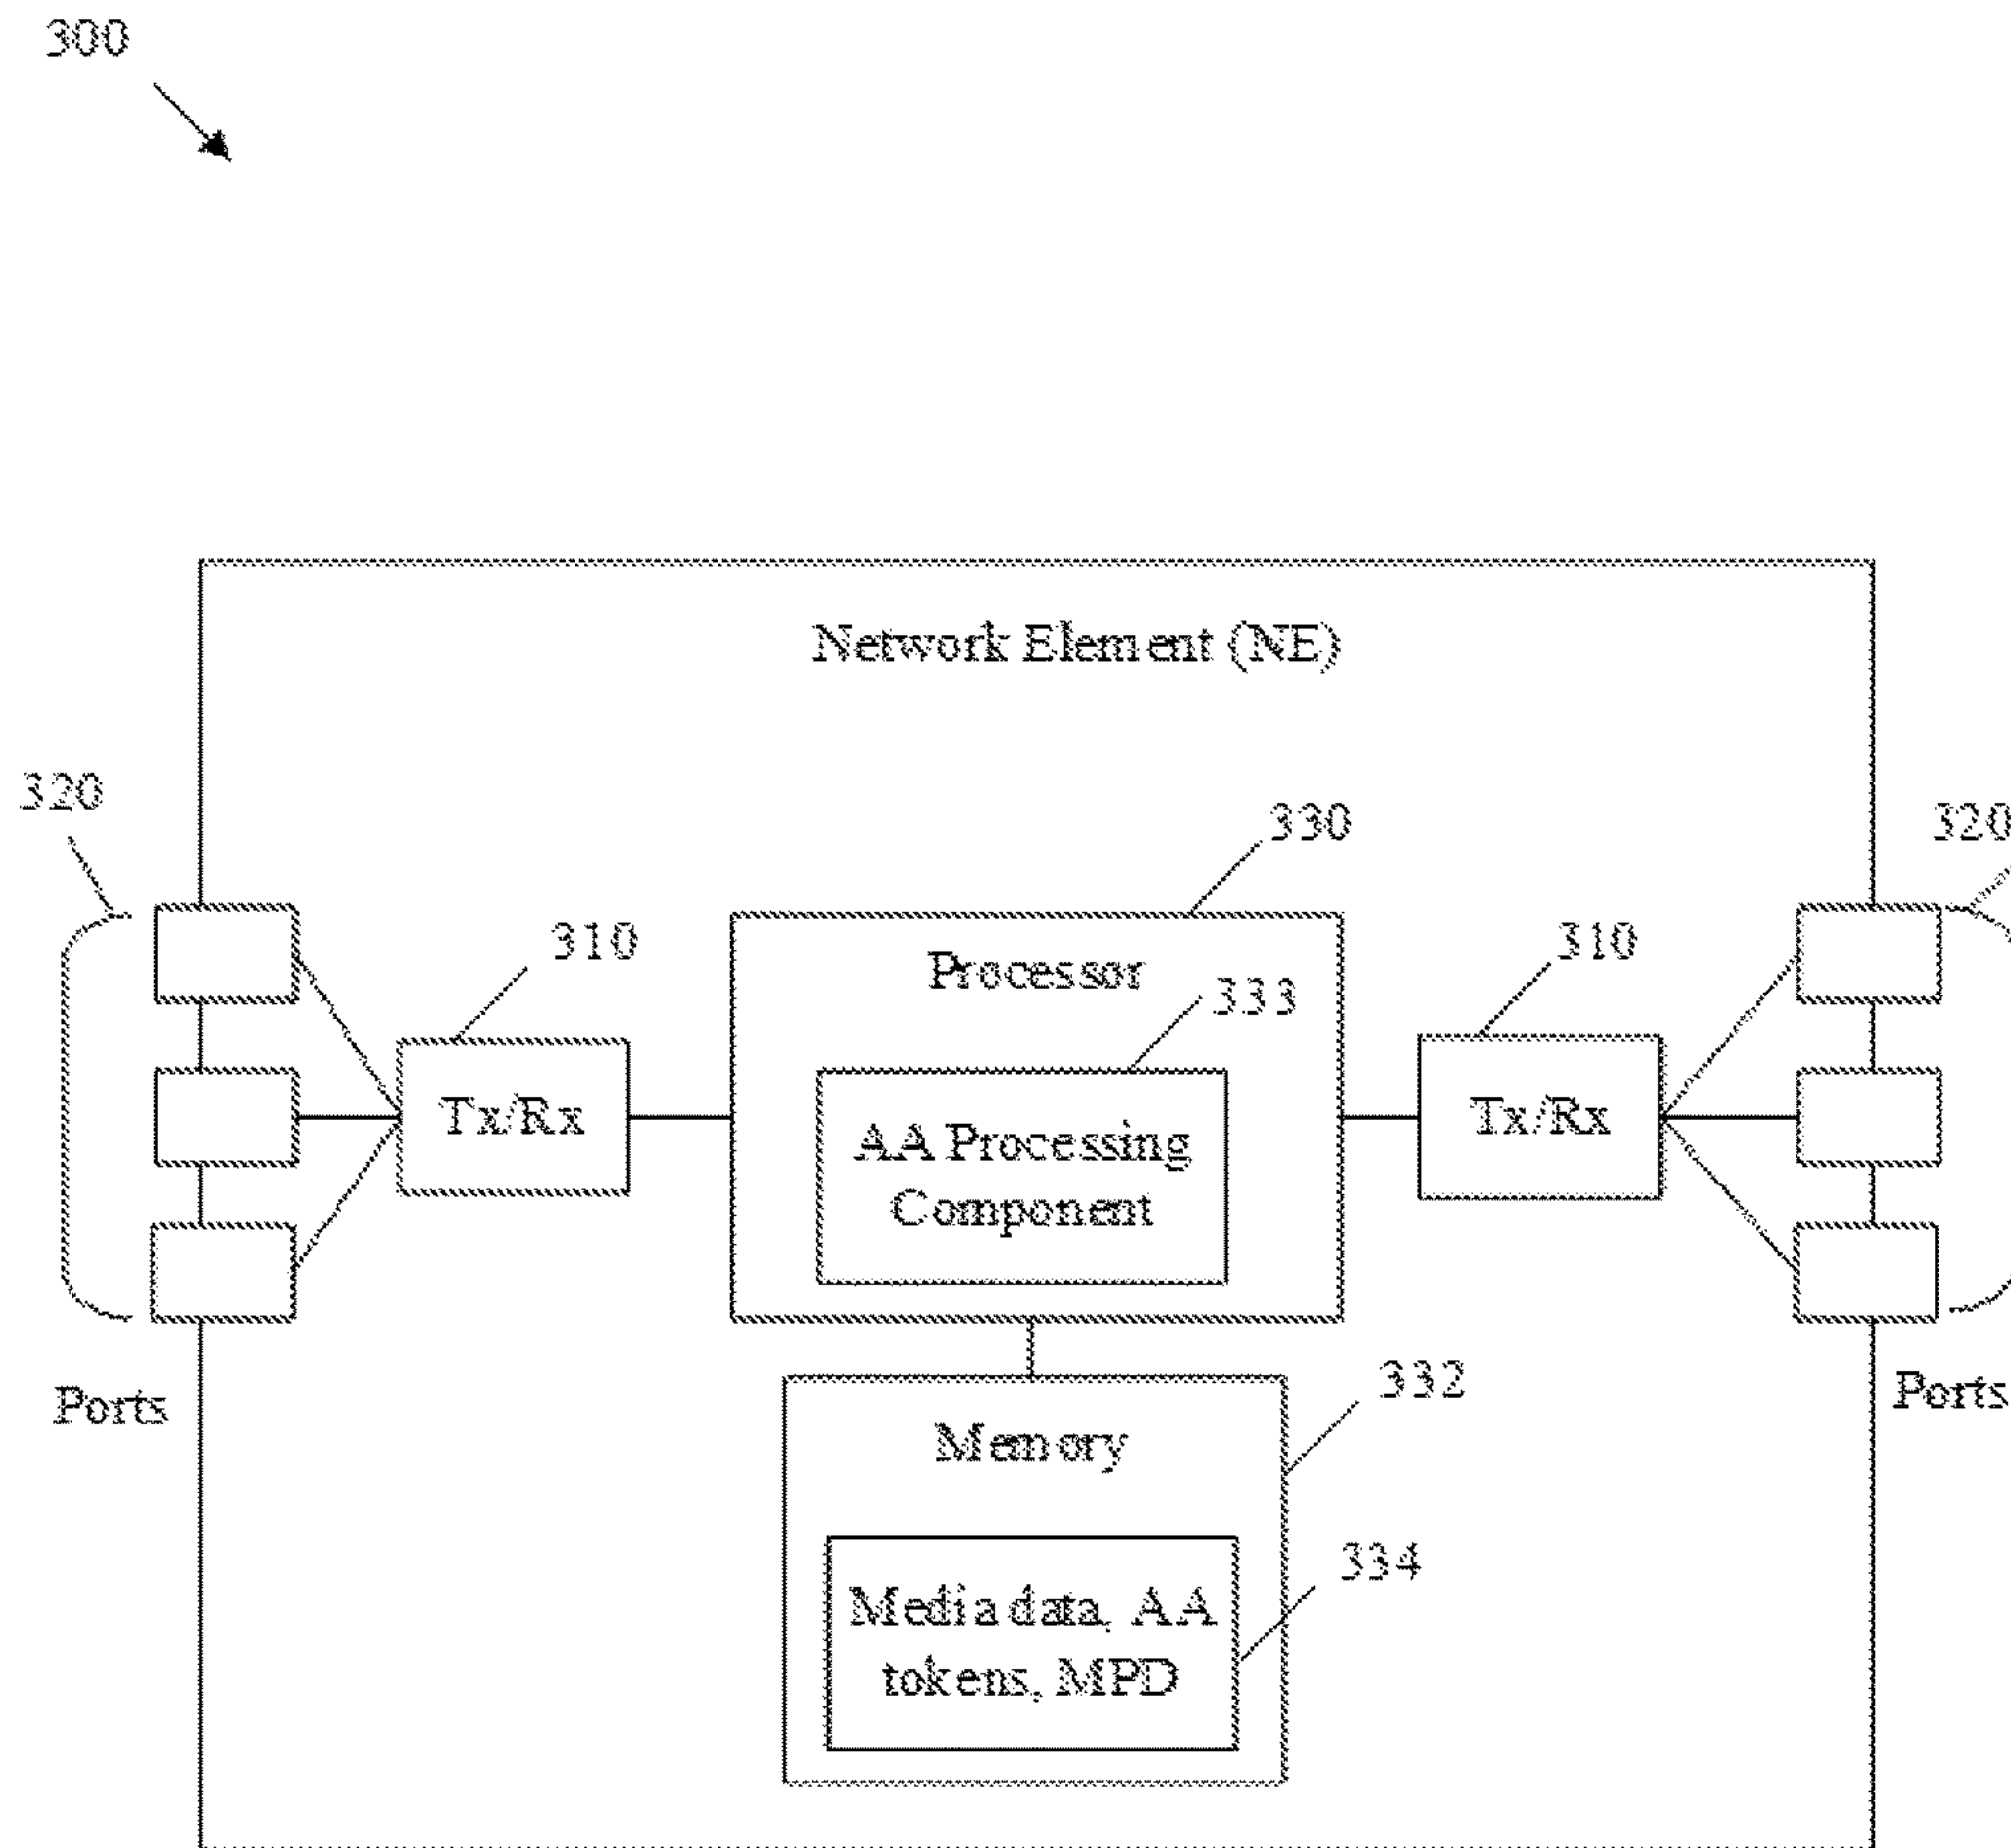 300
Network Element (NE)
320
330
320
310
Processor
310
333
Tx/Rx
AA Processing
Component
Tx/Rx
Ports
332
Ports
Memory
334
Media data, AA
tokens, MPD